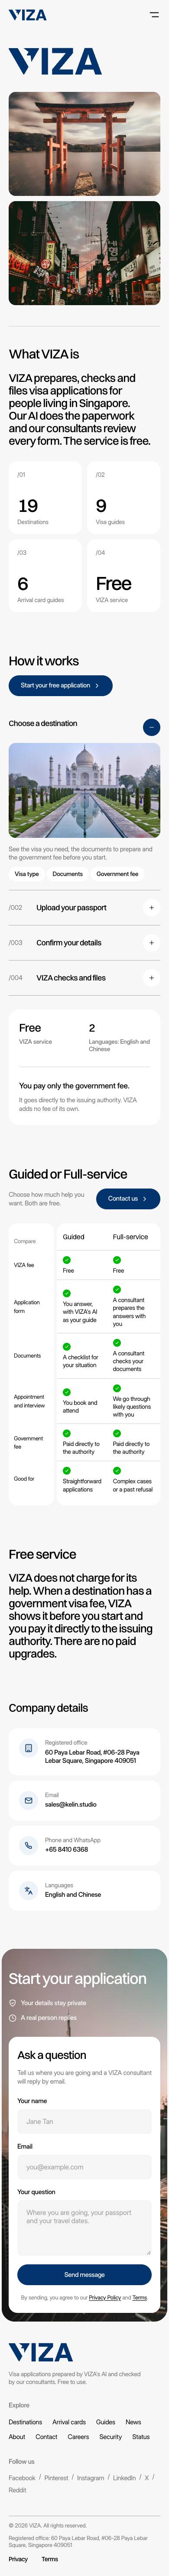 VIZA
VIZA
What VIZA is
VIZA prepares, checks and
files visa applications for
people living in Singapore.
Our AI does the paperwork
and our consultants review
every form. The service is free.
/01
/02
19
9
Destinations
Visa guides
/03
/04
6
Free
Arrival card guides
VIZA service
How it works
Start your free application
Choose a destination
See the visa you need, the documents to prepare and
the government fee before you start.
Visa type
Documents
Government fee
/002
Upload your passport
/003
Confirm your details
/004
VIZA checks and files
Free
2
VIZA service
Languages: English and
Chinese
You pay only the government fee.
It goes directly to the issuing authority. VIZA
adds no fee of its own.
Guided or Full-service
Choose how much help you
want. Both are free.
Contact us
Compare
Guided
Full-service
VIZA fee
Free
Free
Application
form
You answer,
with VIZA's AI
as your guide
A consultant
prepares the
answers with
you
Documents
A checklist for
your situation
A consultant
checks your
documents
Appointment
and interview
You book and
attend
We go through
likely questions
with you
Government
fee
Paid directly to
the authority
Paid directly to
the authority
Good for
Straightforward
applications
Complex cases
or a past refusal
Free service
VIZA does not charge for its
help. When a destination has a
government visa fee, VIZA
shows it before you start and
you pay it directly to the issuing
authority. There are no paid
upgrades.
Company details
Registered office
60 Paya Lebar Road, #06-28 Paya
Lebar Square, Singapore 409051
Email
sales@kelin.studio
Phone and WhatsApp
+65 8410 6368
Languages
English and Chinese
Start your application
Your details stay private
A real person replies
Ask a question
Tell us where you are going and a VIZA consultant
will reply by email.
Your name
Jane Tan
Email
you@example.com
Your question
Where you are going, your passport
and your travel dates.
Send message
By sending, you agree to our Privacy Policy and Terms.
VIZA
Visa applications prepared by VIZA's AI and checked
by our consultants. Free to use.
Explore
Destinations
Arrival cards
Guides
News
About
Contact
Careers
Security
Status
Follow us
Facebook / Pinterest / Instagram / LinkedIn / X /
Reddit
© 2026 VIZA. All rights reserved.
Registered office: 60 Paya Lebar Road, #06-28 Paya Lebar
Square, Singapore 409051
Privacy
Terms